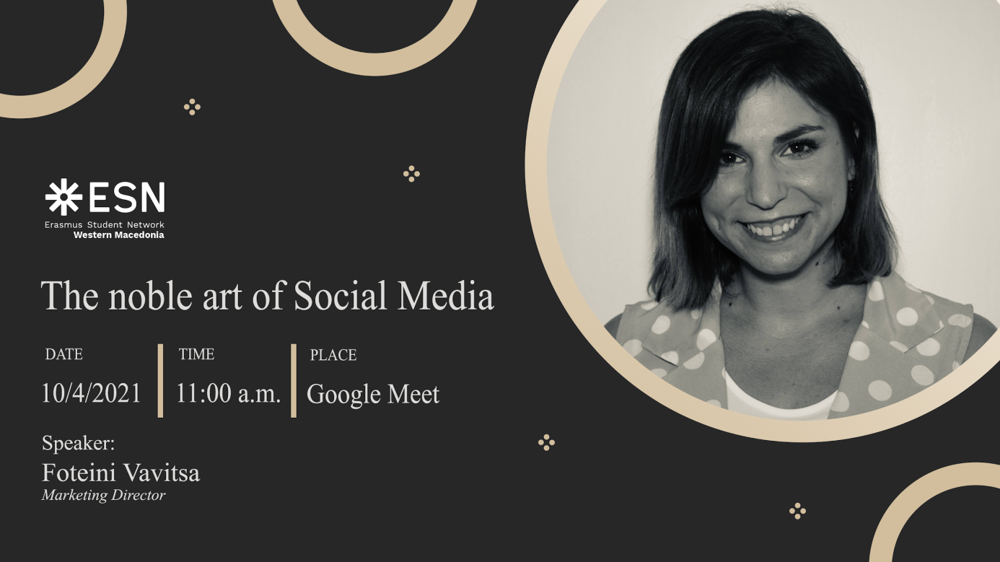 ESN
Erasmus Student Network
Western Macedonia
The noble art of Social Media
DATE
10/4/2021
TIME
11:00 a.m.
PLACE
Google Meet
Speaker:
Foteini Vavitsa
Marketing Director